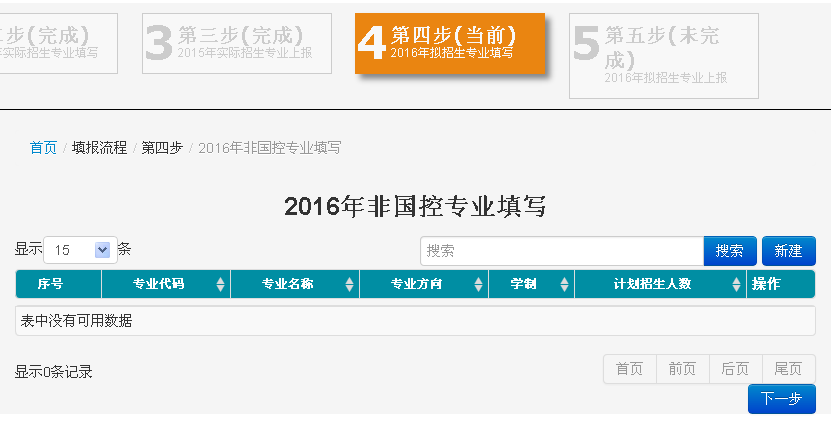 步(完成)
实际招生专业填写
3 第三步(完成)
2015年实际招生专业上报
4 第四步(当前)
2016年拟招生专业填写
5 第五步(未完
成)
2016年拟招生专业上报
首页 / 填报流程 / 第四步 / 2016年非国控专业填写
2016年非国控专业填写
显示 15 条 搜索 搜索 新建
序号 专业代码 专业名称 专业方向 学制 计划招生人数 操作
表中没有可用数据
显示0条记录
首页 前页 后页 尾页
下一步